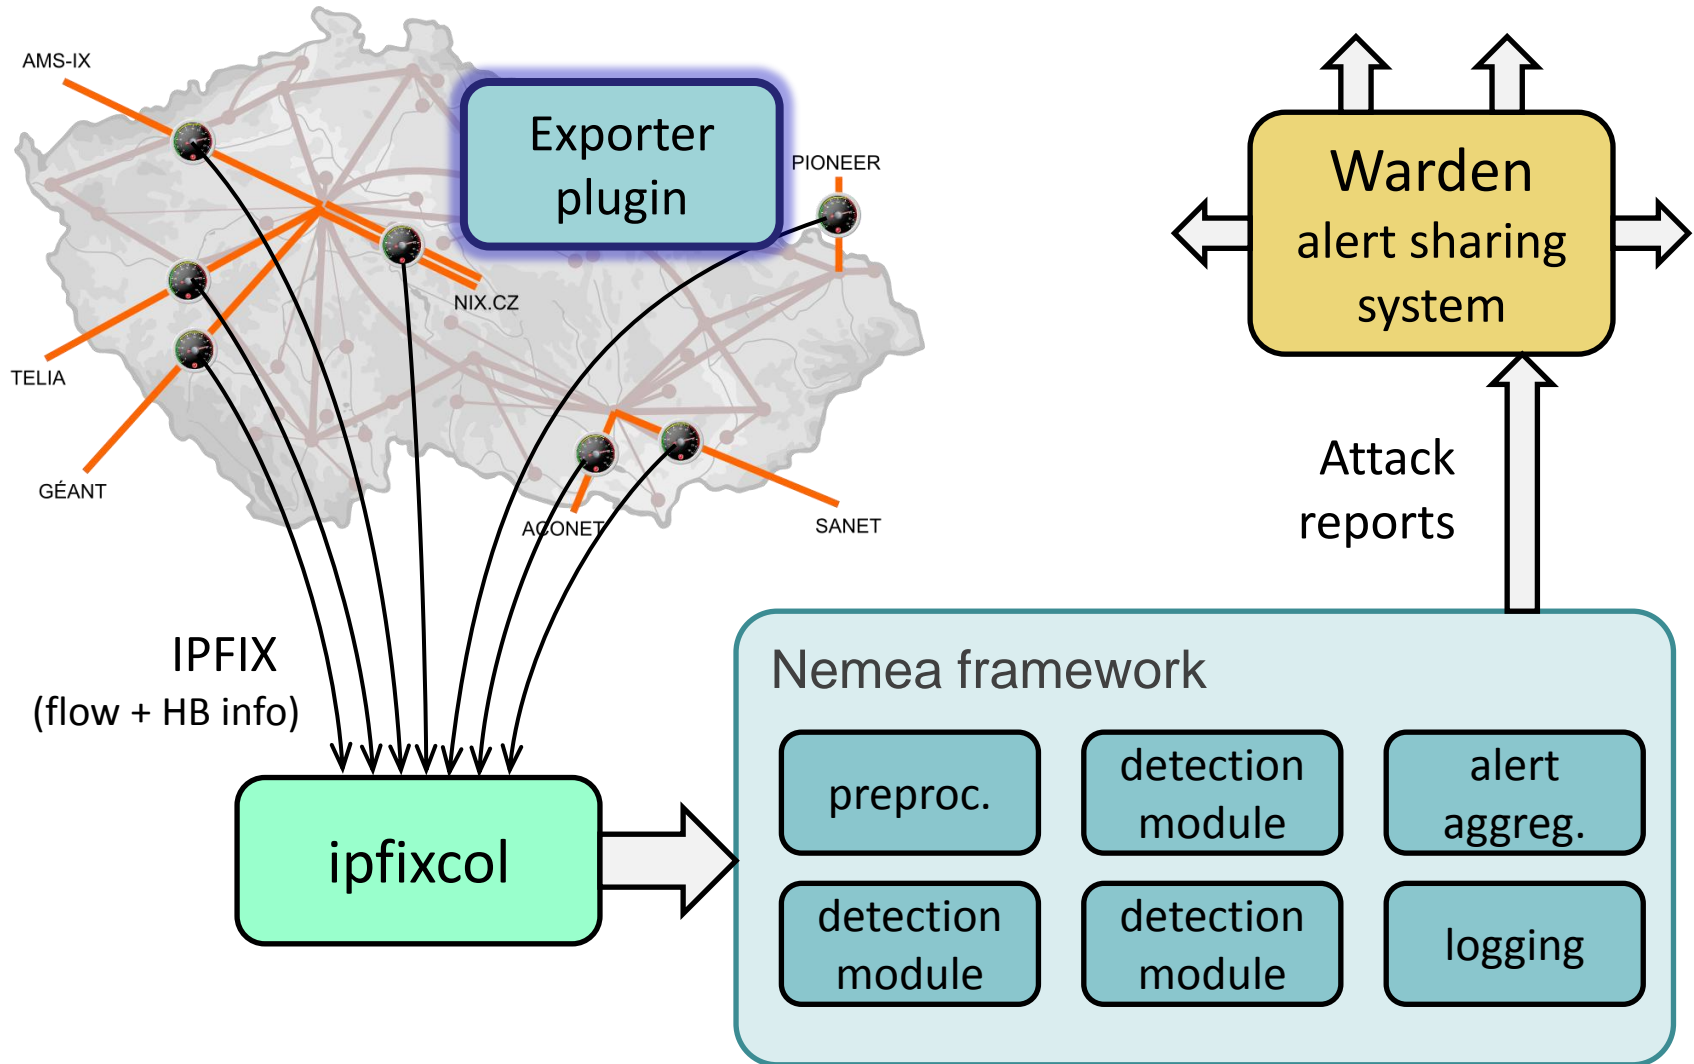 AMS-IX
Exporter
plugin
PIONEER
NIX.CZ
TELIA
GÉANT
ACONET
SANET
IPFIX
(flow + HB info)
ipfixcol
Warden
alert sharing
system
Attack
reports
Nemea framework
preproc.
detection
module
alert
aggreg.
detection
module
detection
module
logging